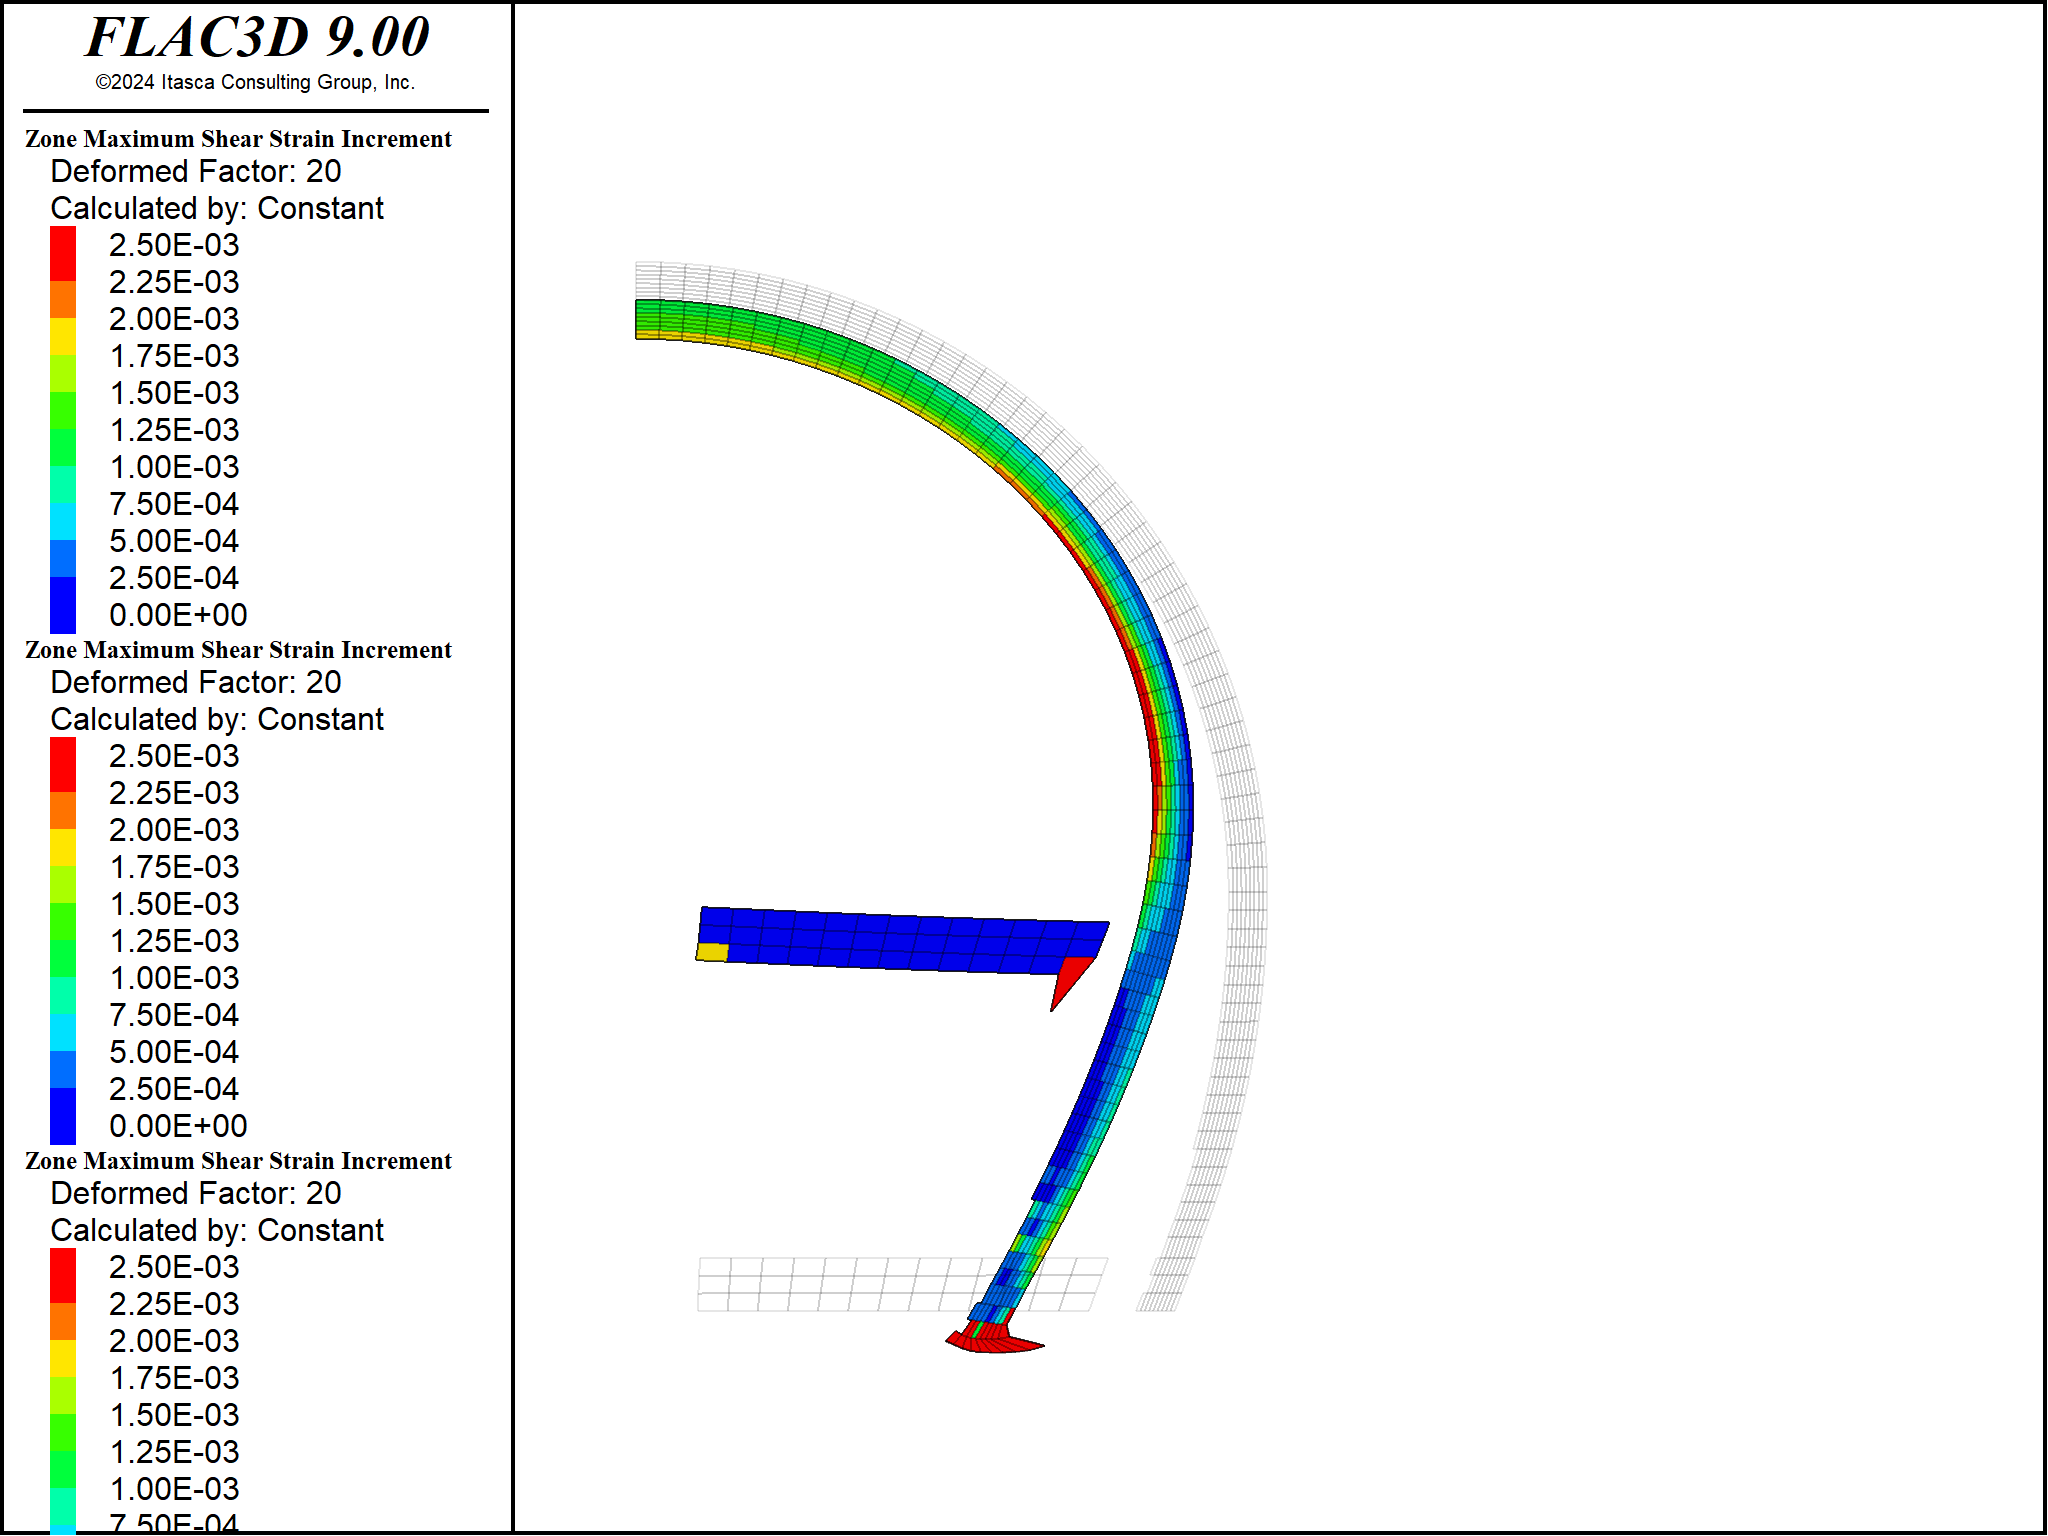 FLAC3D 9.00
©2024 Itasca Consulting Group, Inc.
Zone Maximum Shear Strain Increment
Deformed Factor: 20
Calculated by: Constant
2.50E-03
2.25E-03
2.00E-03
1.75E-03
1.50E-03
1.25E-03
1.00E-03
7.50E-04
5.00E-04
2.50E-04
0.00E+00
Zone Maximum Shear Strain Increment
Deformed Factor: 20
Calculated by: Constant
2.50E-03
2.25E-03
2.00E-03
1.75E-03
1.50E-03
1.25E-03
1.00E-03
7.50E-04
5.00E-04
2.50E-04
0.00E+00
Zone Maximum Shear Strain Increment
Deformed Factor: 20
Calculated by: Constant
2.50E-03
2.25E-03
2.00E-03
1.75E-03
1.50E-03
1.25E-03
1.00E-03
7.50E-04